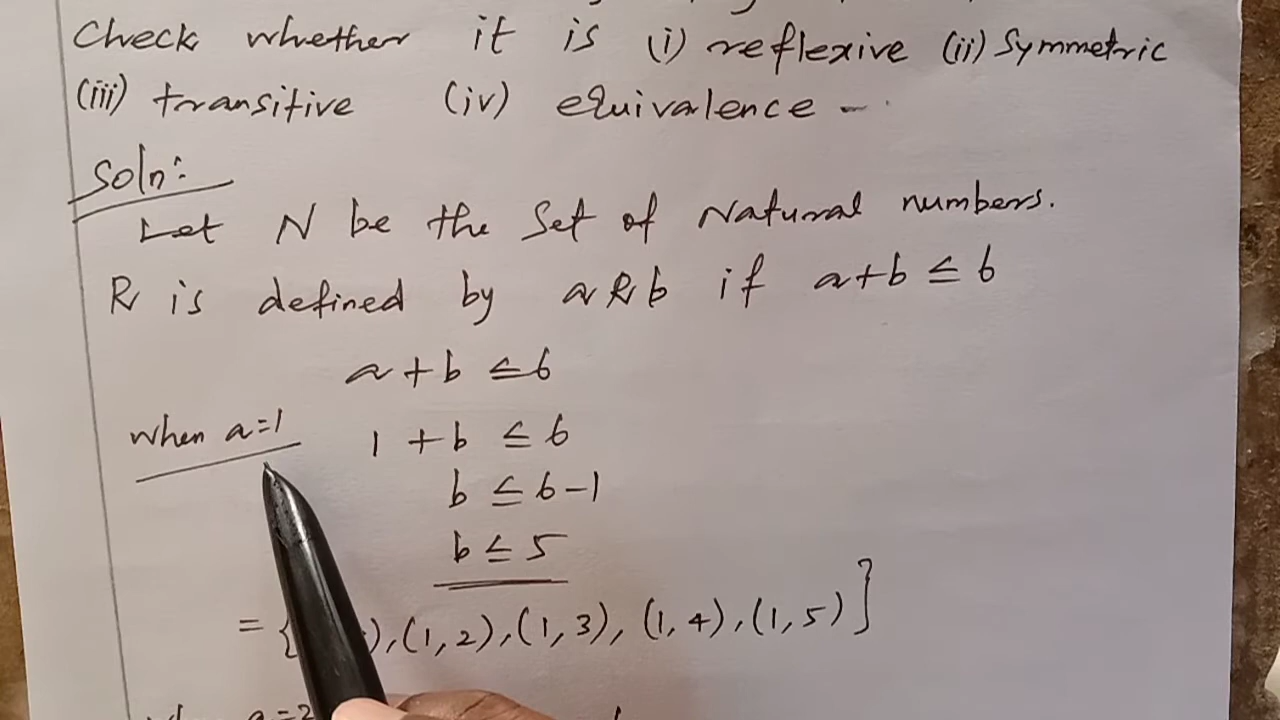 Check whether it is (i) reflexive (ii) Symmetric
(iii) transitive (iv) equivalence -
Soln:
Let N be the Set of Natural numbers.
R is defined by a R b if a+b ≤ 6
a + b ≤ 6
when a=1 1 + b ≤ 6
b ≤ 6-1
b ≤ 5
= { ), (1, 2), (1, 3), (1, 4), (1, 5) }
a=2